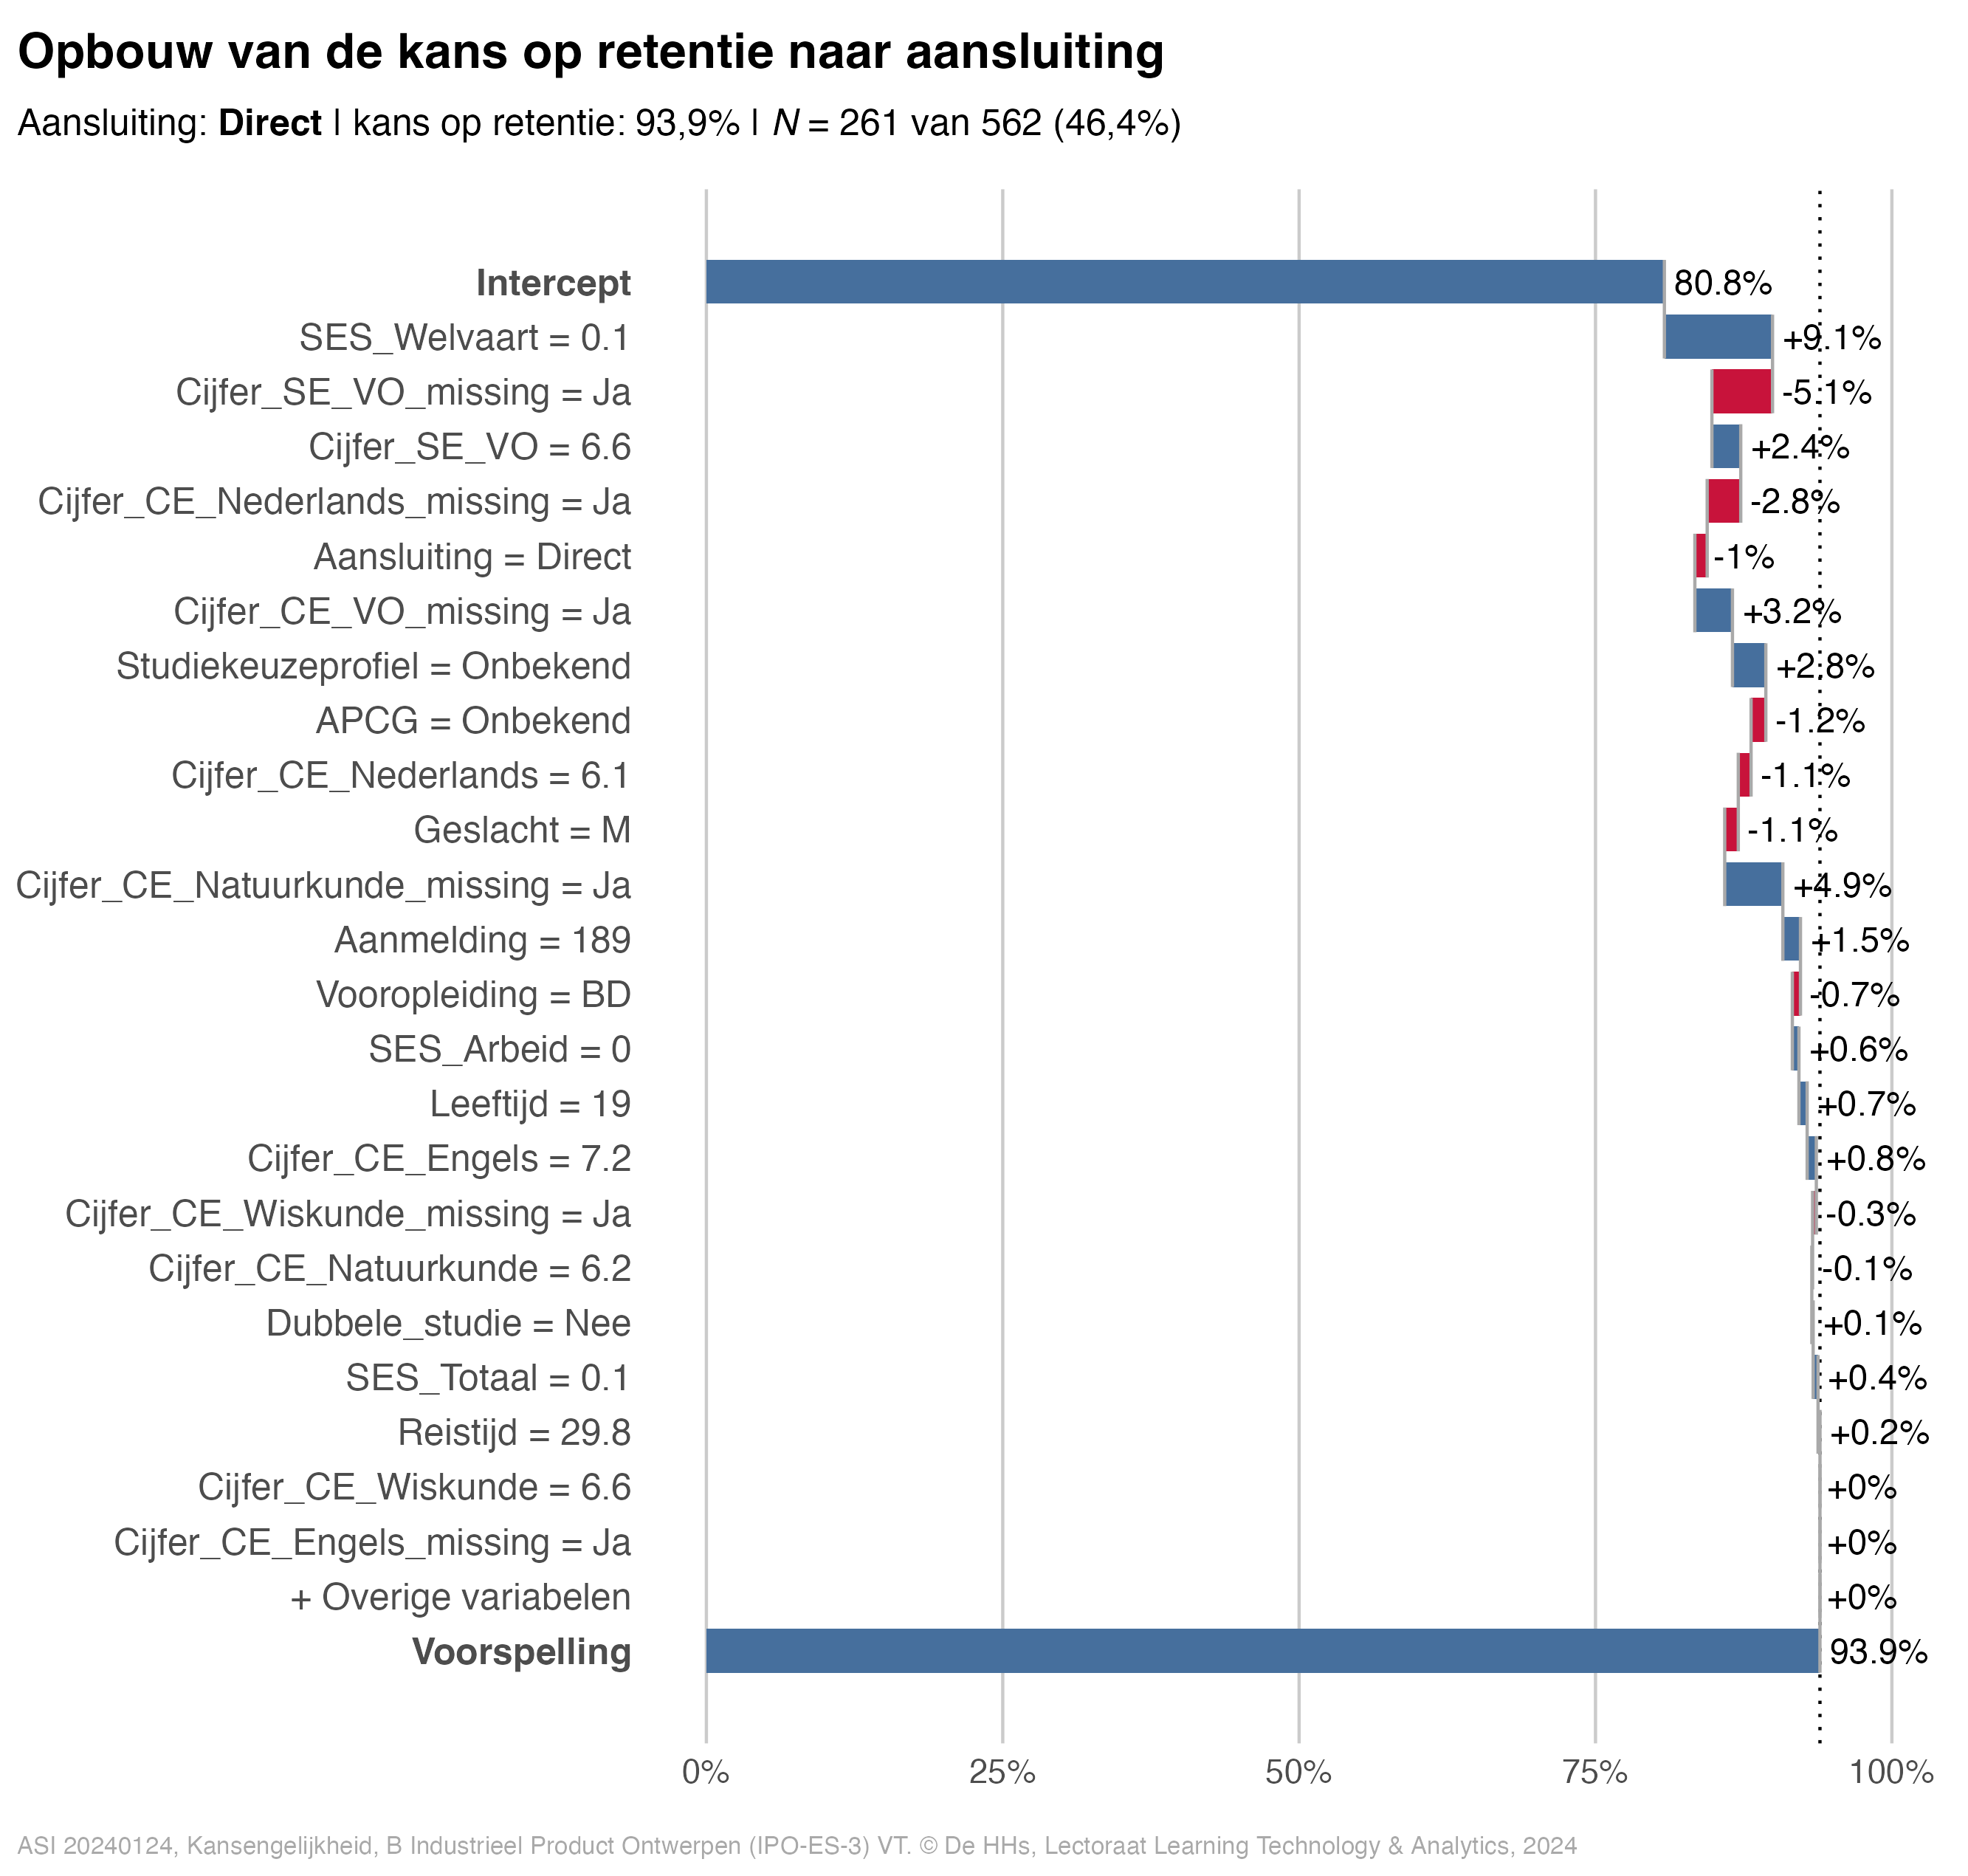 Opbouw van de kans op retentie naar aansluiting
Aansluiting: Direct | kans op retentie: 93,9% | N = 261 van 562 (46,4%)
Intercept 80.8%
SES_Welvaart = 0.1 +9.1%
Cijfer_SE_VO_missing = Ja -5.1%
Cijfer_SE_VO = 6.6 +2.4%
Cijfer_CE_Nederlands_missing = Ja -2.8%
Aansluiting = Direct -1%
Cijfer_CE_VO_missing = Ja +3.2%
Studiekeuzeprofiel = Onbekend +2.8%
APCG = Onbekend -1.2%
Cijfer_CE_Nederlands = 6.1 -1.1%
Geslacht = M -1.1%
Cijfer_CE_Natuurkunde_missing = Ja +4.9%
Aanmelding = 189 +1.5%
Vooropleiding = BD -0.7%
SES_Arbeid = 0 +0.6%
Leeftijd = 19 +0.7%
Cijfer_CE_Engels = 7.2 +0.8%
Cijfer_CE_Wiskunde_missing = Ja -0.3%
Cijfer_CE_Natuurkunde = 6.2 -0.1%
Dubbele_studie = Nee +0.1%
SES_Totaal = 0.1 +0.4%
Reistijd = 29.8 +0.2%
Cijfer_CE_Wiskunde = 6.6 +0%
Cijfer_CE_Engels_missing = Ja +0%
+ Overige variabelen +0%
Voorspelling 93.9%
0% 25% 50% 75% 100%
ASI 20240124, Kansengelijkheid, B Industrieel Product Ontwerpen (IPO-ES-3) VT. © De HHs, Lectoraat Learning Technology & Analytics, 2024